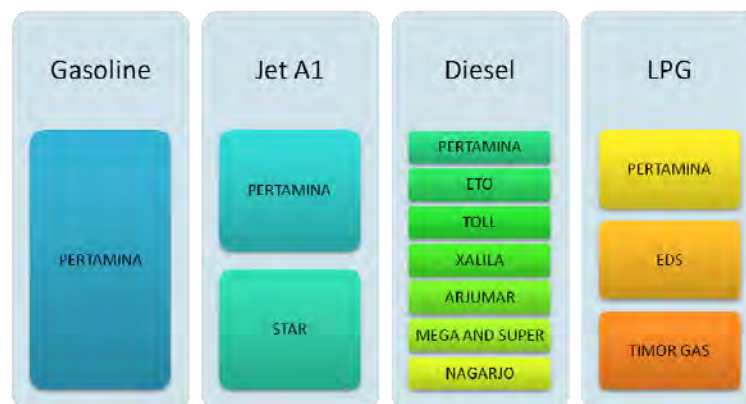 Gasoline
PERTAMINA
Jet A1
PERTAMINA
STAR
Diesel
PERTAMINA
ETO
TOLL
XALILA
ARJUMAR
MEGA AND SUPER
NAGARJO
LPG
PERTAMINA
EDS
TIMOR GAS